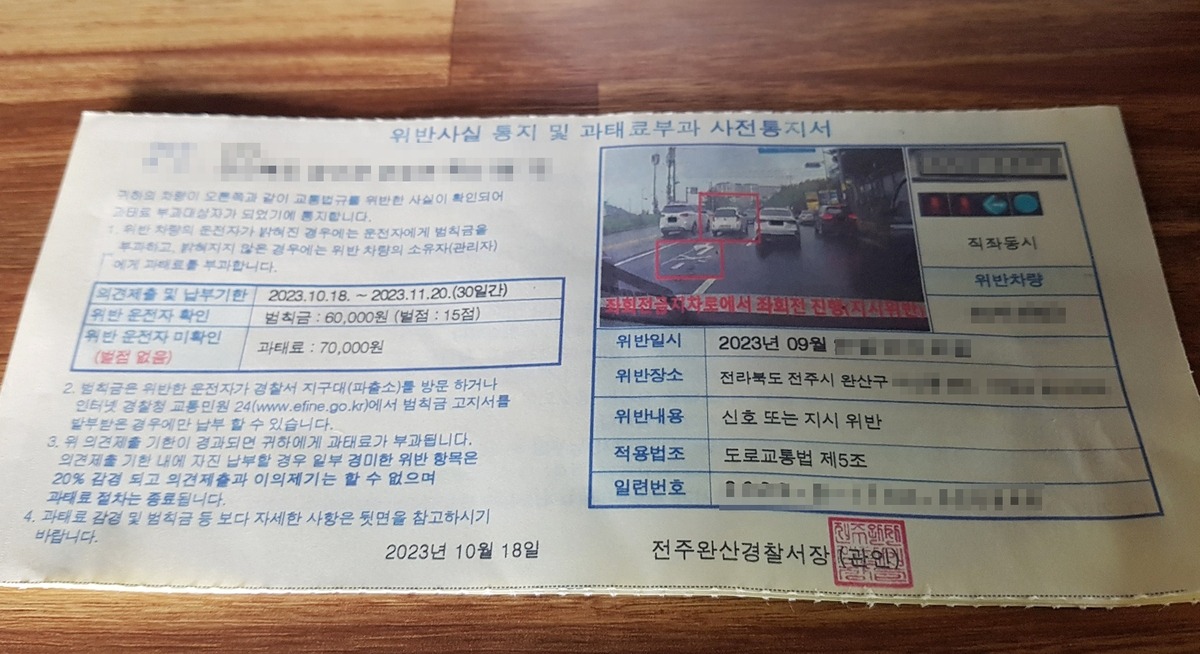 위반사실 통지 및 과태료부과 사전통지서
귀하의 차량이 오른쪽과 같이 교통법규를 위반한 사실이 확인되어
과태료 부과대상자가 되었기에 통지합니다.
1. 위반 차량의 운전자가 밝혀진 경우에는 운전자에게 범칙금을
부과하고, 밝혀지지 않은 경우에는 위반 차량의 소유자(관리자)
에게 과태료를 부과합니다.
의견제출 및 납부기한 2023.10.18. ~ 2023.11.20.(30일간)
위반 운전자 확인 범칙금 : 60,000원 (벌점 : 15점)
위반 운전자 미확인
(벌점 없음) 과태료 : 70,000원
2. 범칙금은 위반한 운전자가 경찰서 지구대(파출소)를 방문 하거나
인터넷 경찰청 교통민원 24(www.efine.go.kr)에서 범칙금 고지서를
발부받은 경우에만 납부 할 수 있습니다.
3. 위 의견제출 기한이 경과되면 귀하에게 과태료가 부과됩니다.
의견제출 기한 내에 자진 납부할 경우 일부 경미한 위반 항목은
20% 감경 되고 의견제출과 이의제기는 할 수 없으며
과태료 절차는 종료됩니다.
4. 과태료 감경 및 범칙금 등 보다 자세한 사항은 뒷면을 참고하시기
바랍니다.
2023년 10월 18일
좌회전금지차로에서 좌회전 진행(지시위반)
직좌동시
위반차량
위반일시 2023년 09월
위반장소 전라북도 전주시 완산구
위반내용 신호 또는 지시 위반
적용법조 도로교통법 제5조
일련번호
전주완산경찰서장 (관인)